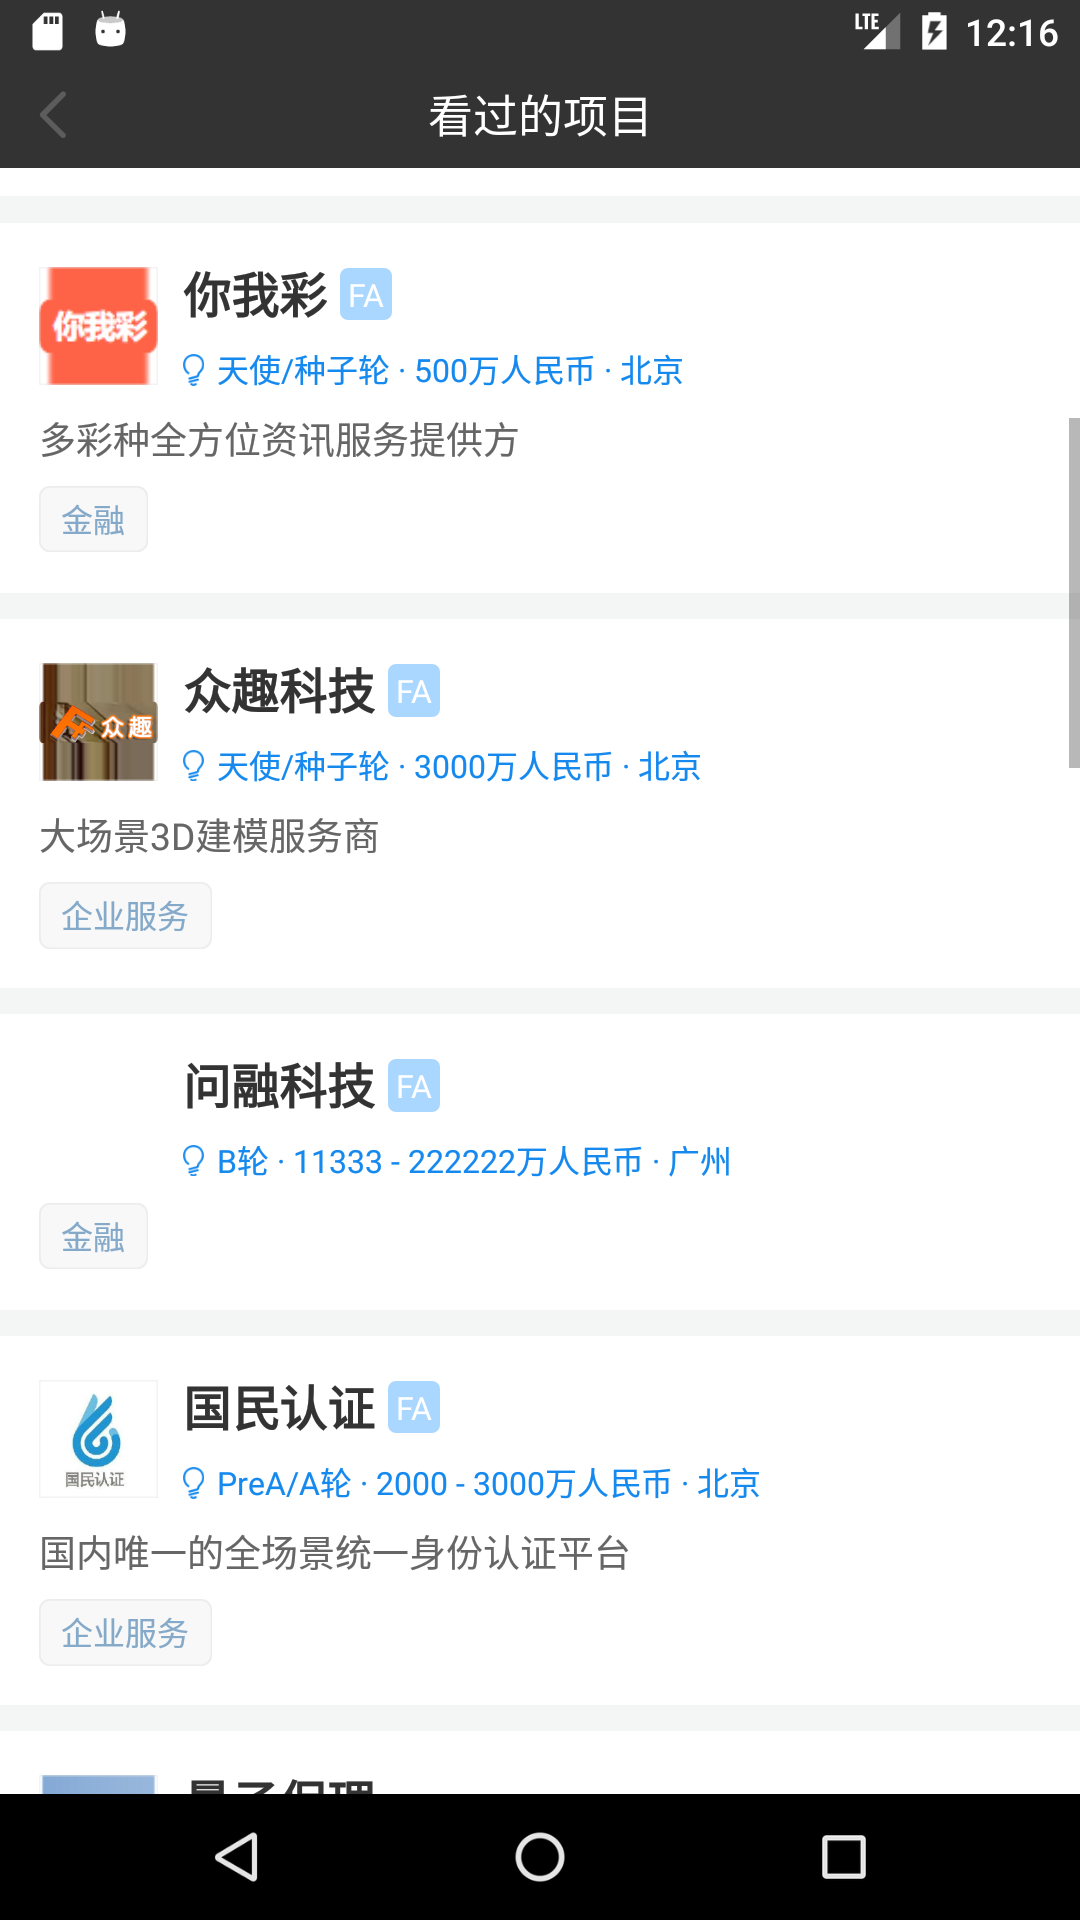 LTE 12:16
看过的项目
你我彩 FA
你我彩
天使/种子轮 · 500万人民币 · 北京
多彩种全方位资讯服务提供方
金融
众趣科技 FA
众趣
天使/种子轮 · 3000万人民币 · 北京
大场景3D建模服务商
企业服务
问融科技 FA
B轮 · 11333 - 222222万人民币 · 广州
金融
国民认证 FA
国民认证
PreA/A轮 · 2000 - 3000万人民币 · 北京
国内唯一的全场景统一身份认证平台
企业服务